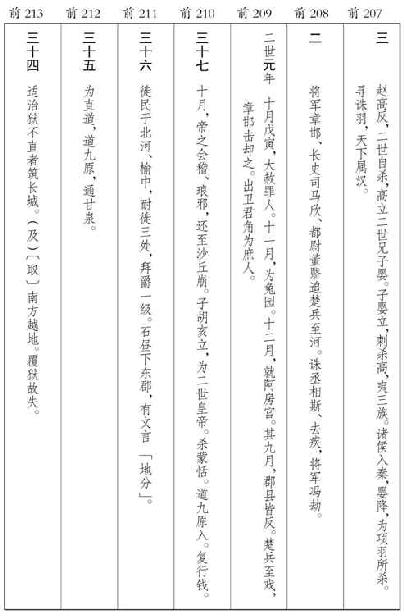 前 213
三十四 适治狱不直者筑长城。(及)〔取〕南方越地。覆狱故失。
前 212
三十五 为直道,道九原,通甘泉。
前 211
三十六 徙民于北河、榆中,耐徙三处,拜爵一级。石昼下东郡,有文言「地分」。
前 210
三十七 十月,帝之会稽、琅邪,还至沙丘崩。子胡亥立,为二世皇帝。杀蒙恬。道九原入。复行钱。
前 209
二世元年 十月戊寅,大赦罪人。十一月,为兔园。十二月,就阿房宫。其九月,郡县皆反。楚兵至戏,
章邯击却之。出卫君角为庶人。
前 208
二 将军章邯、长史司马欣、都尉董翳追楚兵至河。诛丞相斯、去疾,将军冯劫。
前 207
三 赵高反,二世自杀,高立二世兄子婴。子婴立,刺杀高,夷三族。诸侯入秦,婴降,为项羽所杀。
寻诛羽,天下属汉。